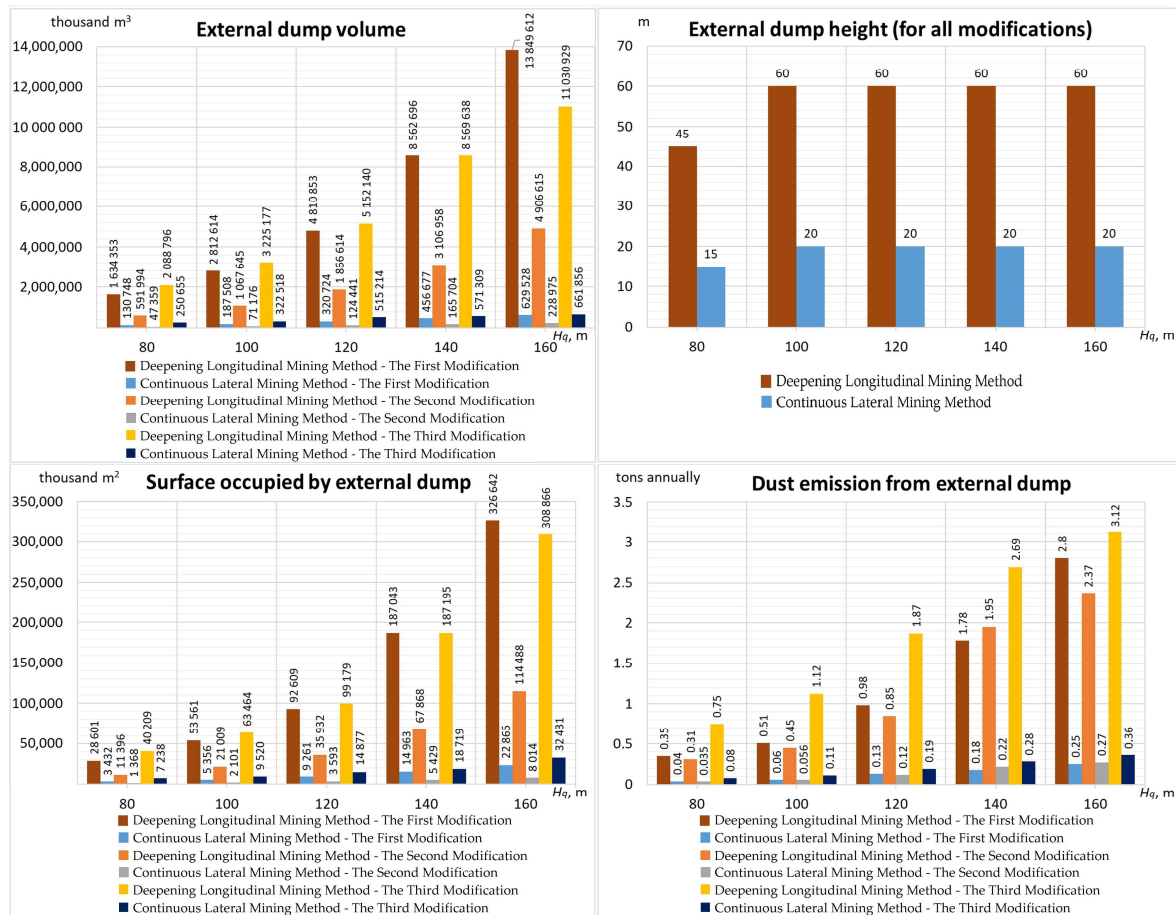 thousand m³
External dump volume
14,000,000
12,000,000
10 000 000
8,000,000
6,000,000
4,000,000
2,000,000
1 634 353
130 748
591 994
47 359
2 088 796
250 655
2 812 614
187 508
1 067 645
71 176
3 225 177
322 518
4 810 853
320 724
1 856 614
124 441
5 152 140
515 214
8 562 696
456 677
3 106 958
165 704
8 569 638
571 309
13 849 612
629 528
4 906 615
228 975
11 030 929
661 856
80
100
120
140
160
Hq, m
Deepening Longitudinal Mining Method - The First Modification
Continuous Lateral Mining Method - The First Modification
Deepening Longitudinal Mining Method - The Second Modification
Continuous Lateral Mining Method - The Second Modification
Deepening Longitudinal Mining Method - The Third Modification
Continuous Lateral Mining Method - The Third Modification
m
External dump height (for all modifications)
70
60
50
40
30
20
10
0
45
15
60
20
60
20
60
20
60
20
80
100
120
140
160
Hq, m
Deepening Longitudinal Mining Method
Continuous Lateral Mining Method
thousand m²
Surface occupied by external dump
350,000
300,000
250,000
200,000
150,000
100,000
50,000
28 601
3 432
11 396
1 368
40 209
7 238
53 561
5 356
21 009
2 101
63 464
9 520
92 609
9 261
35 932
3 593
99 179
14 877
187 043
14 963
67 868
5 429
187 195
18 719
326 642
22 865
114 488
8 014
308 866
32 431
80
100
120
140
160
Hq, m
Deepening Longitudinal Mining Method - The First Modification
Continuous Lateral Mining Method - The First Modification
Deepening Longitudinal Mining Method - The Second Modification
Continuous Lateral Mining Method - The Second Modification
Deepening Longitudinal Mining Method - The Third Modification
Continuous Lateral Mining Method - The Third Modification
tons annually
Dust emission from external dump
3.5
3
2.5
2
1.5
1
0.5
0
0.35
0.04
0.31
0.035
0.75
0.08
0.51
0.06
0.45
0.056
1.12
0.11
0.98
0.13
0.85
0.12
1.87
0.19
1.78
0.18
1.95
0.22
2.69
0.28
2.8
0.25
2.37
0.27
3.12
0.36
80
100
120
140
160
Hq, m
Deepening Longitudinal Mining Method - The First Modification
Continuous Lateral Mining Method - The First Modification
Deepening Longitudinal Mining Method - The Second Modification
Continuous Lateral Mining Method - The Second Modification
Deepening Longitudinal Mining Method - The Third Modification
Continuous Lateral Mining Method - The Third Modification